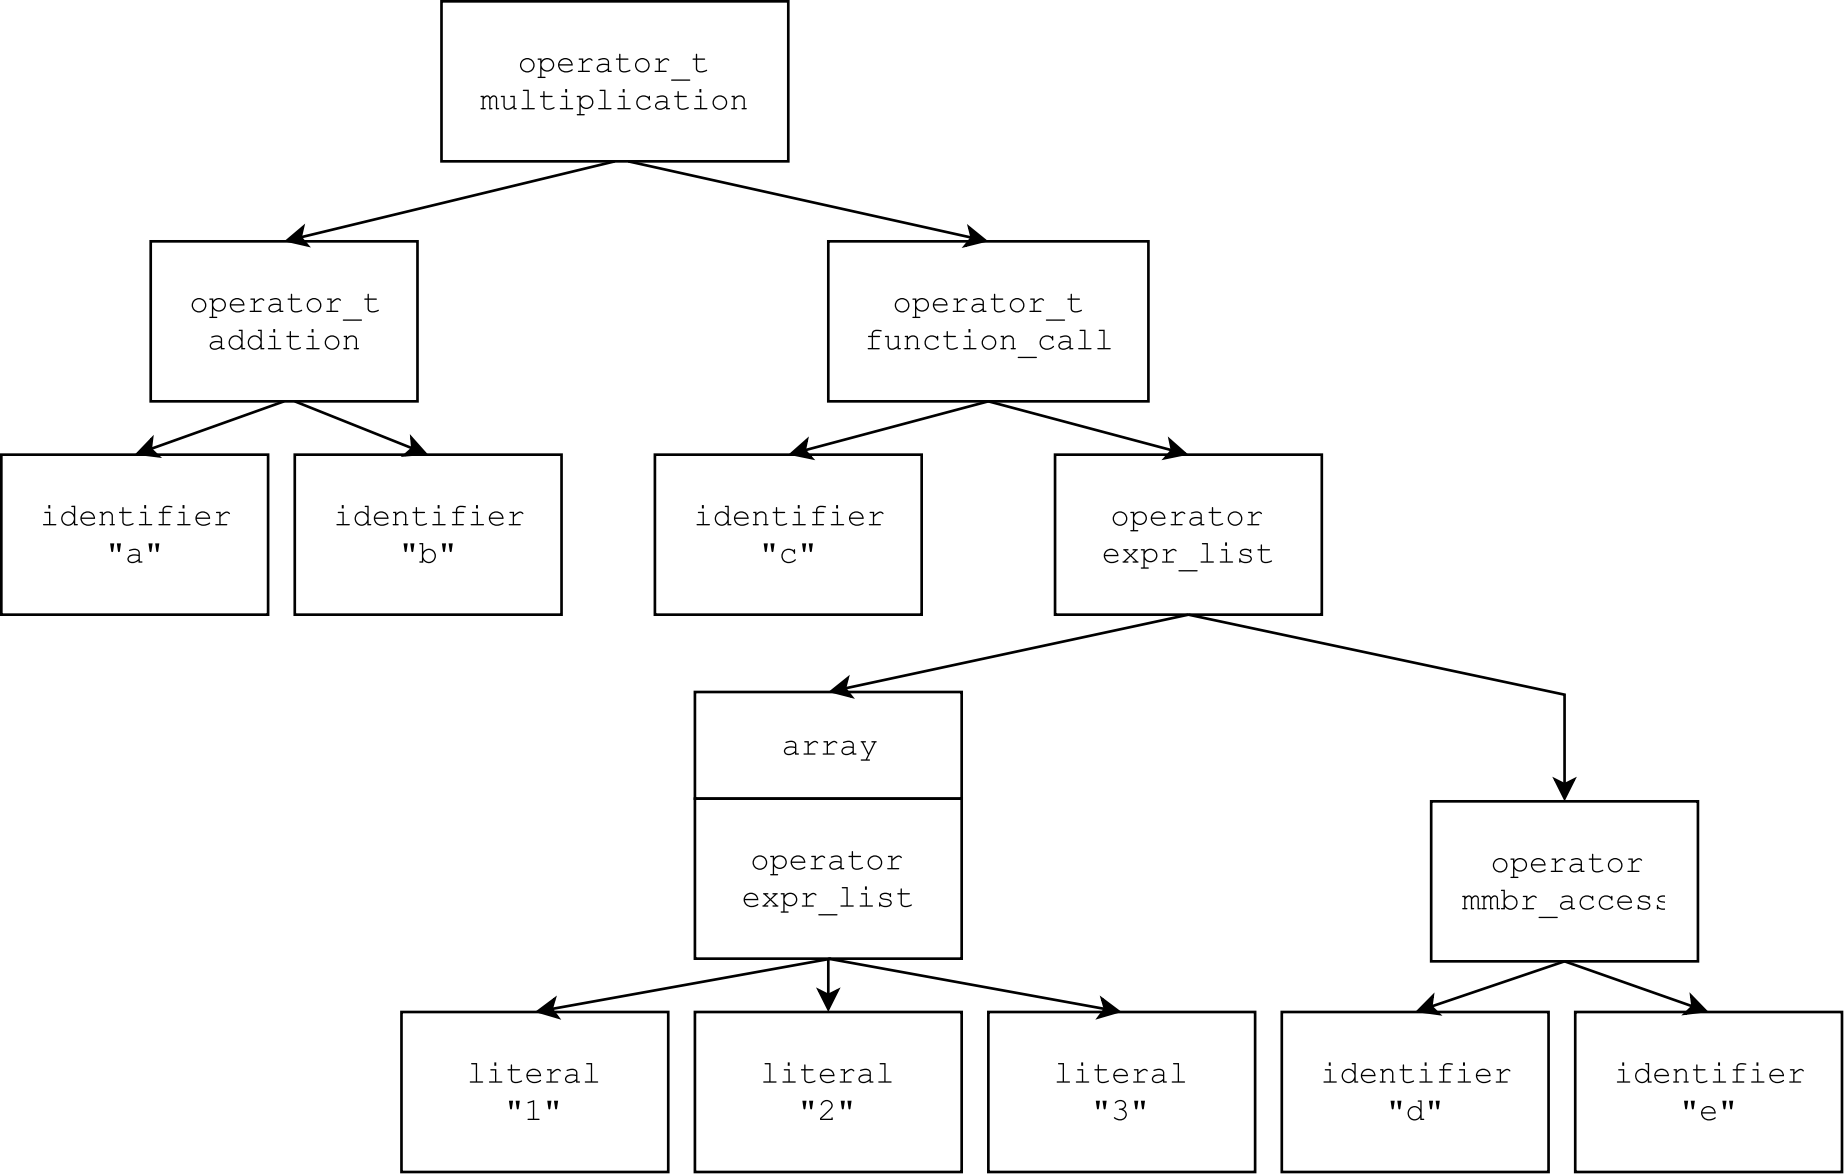 operator_t
multiplication
operator_t
addition
operator_t
function_call
identifier
"a"
identifier
"b"
identifier
"c"
operator
expr_list
array
operator
expr_list
operator
mmbr_access
literal
"1"
literal
"2"
literal
"3"
identifier
"d"
identifier
"e"